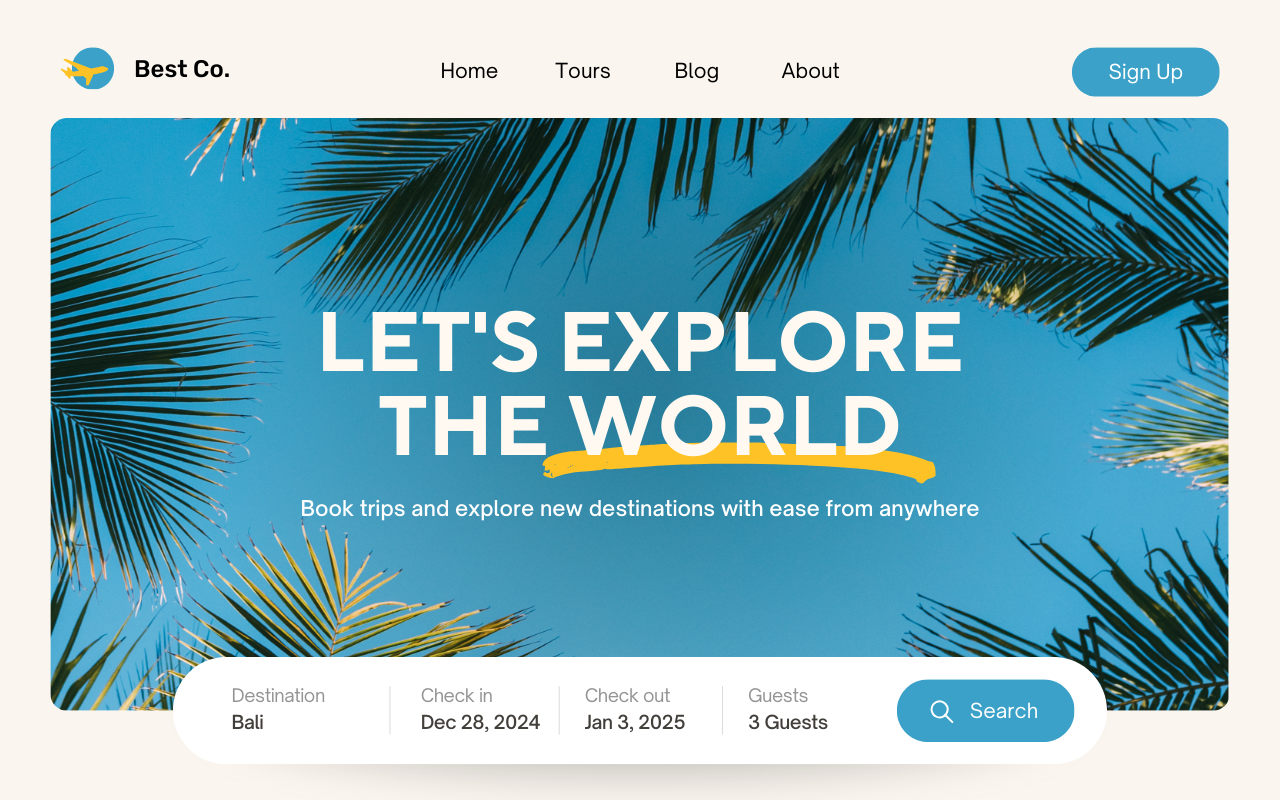 Best Co.
Home
Tours
Blog
About
Sign Up
LET'S EXPLORE
THE WORLD
Book trips and explore new destinations with ease from anywhere
Destination
Bali
Check in
Dec 28, 2024
Check out
Jan 3, 2025
Guests
3 Guests
Search